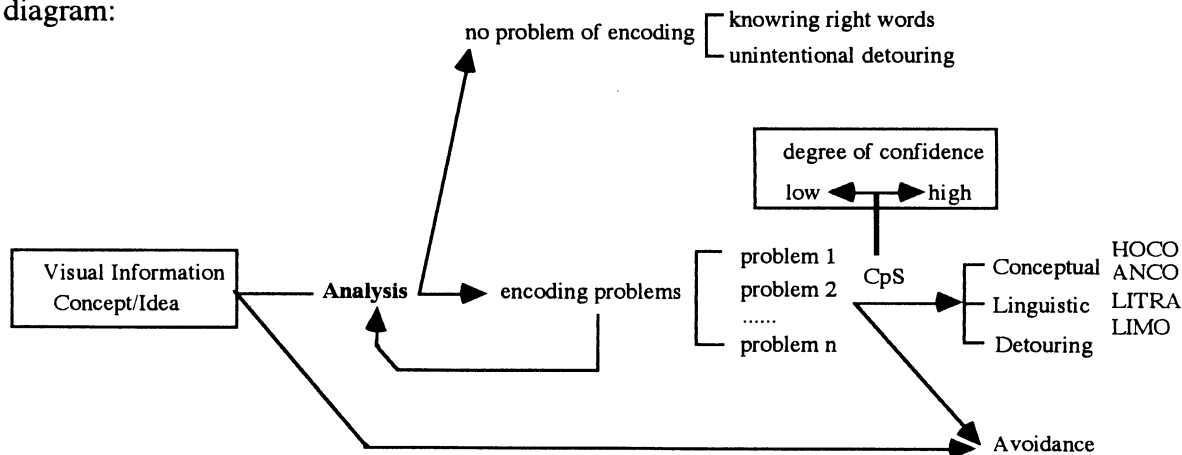 diagram:
no problem of encoding
knowring right words
unintentional detouring
degree of confidence
low high
Visual Information
Concept/Idea
Analysis
encoding problems
problem 1
problem 2
......
problem n
CpS
Conceptual
Linguistic
Detouring
HOCO
ANCO
LITRA
LIMO
Avoidance